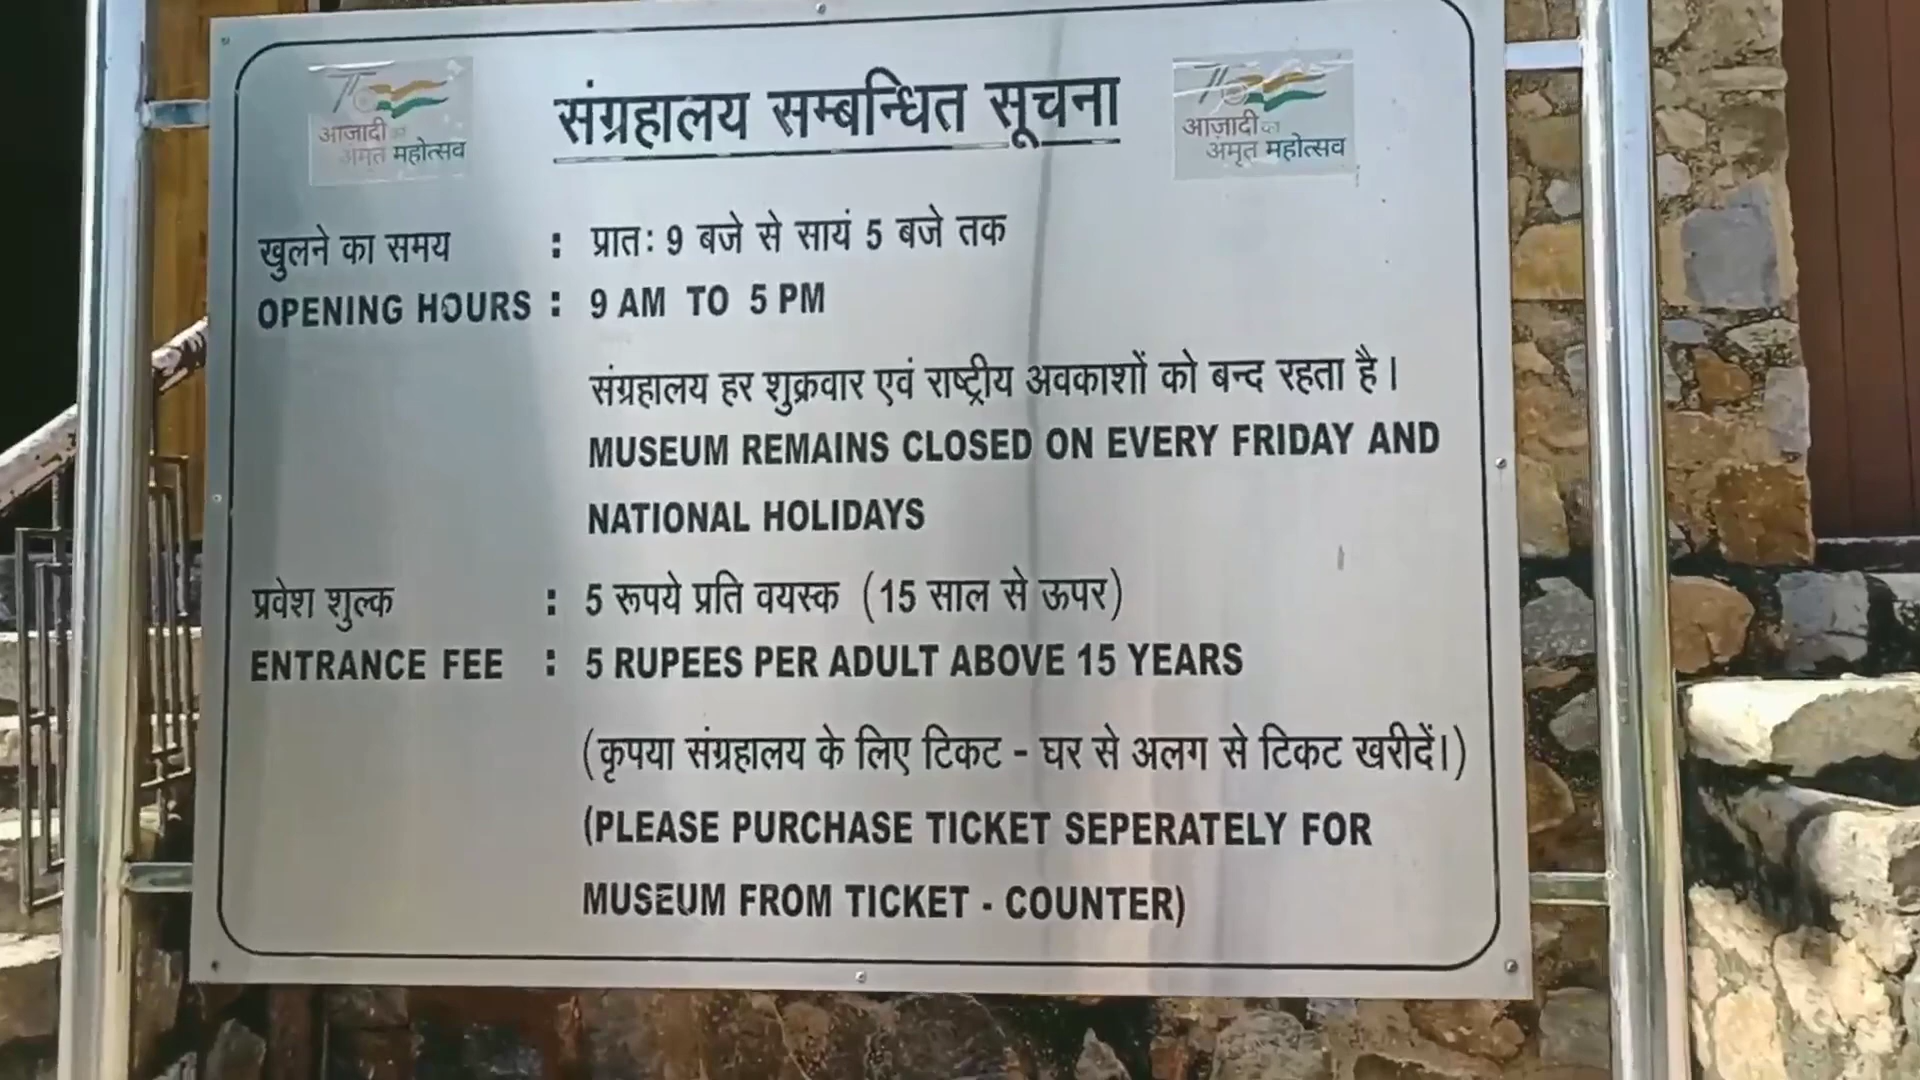 संग्रहालय सम्बन्धित सूचना
75
आज़ादी का
अमृत महोत्सव
75
आज़ादी का
अमृत महोत्सव
खुलने का समय : प्रातः 9 बजे से सायं 5 बजे तक
OPENING HOURS : 9 AM TO 5 PM
संग्रहालय हर शुक्रवार एवं राष्ट्रीय अवकाशों को बन्द रहता है।
MUSEUM REMAINS CLOSED ON EVERY FRIDAY AND
NATIONAL HOLIDAYS
प्रवेश शुल्क : 5 रूपये प्रति वयस्क (15 साल से ऊपर)
ENTRANCE FEE : 5 RUPEES PER ADULT ABOVE 15 YEARS
(कृपया संग्रहालय के लिए टिकट - घर से अलग से टिकट खरीदें।)
(PLEASE PURCHASE TICKET SEPERATELY FOR
MUSEUM FROM TICKET - COUNTER)